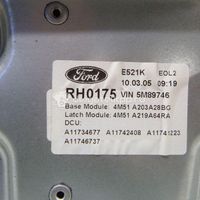 Ford
E521K EOL2
10.03.05 09:19
RH0175 VIN 5M89746
Base Module: 4M51 A203A28BG
Latch Module: 4M51 A219A64RA
DCU:
A11734677 A11742408
A11746737